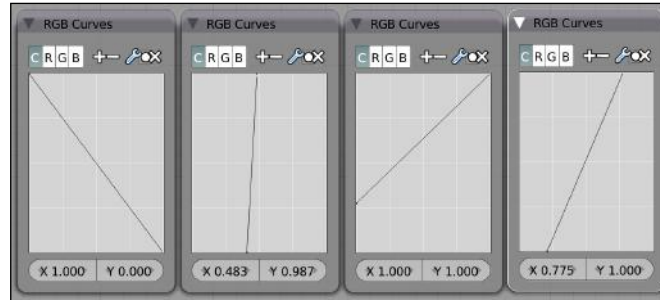 RGB Curves
C R G B
X 1.000 Y 0.000
RGB Curves
C R G B
X 0.483 Y 0.987
RGB Curves
C R G B
X 1.000 Y 1.000
RGB Curves
C R G B
X 0.775 Y 1.000